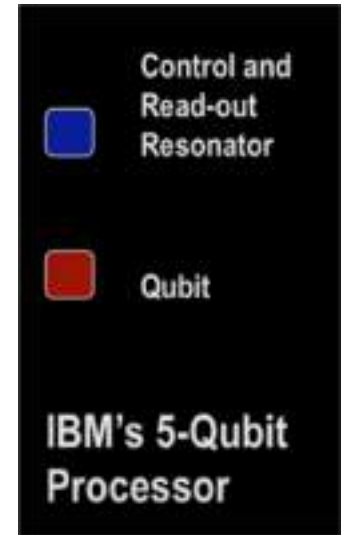 Control and
Read-out
Resonator
Qubit
IBM's 5-Qubit
Processor